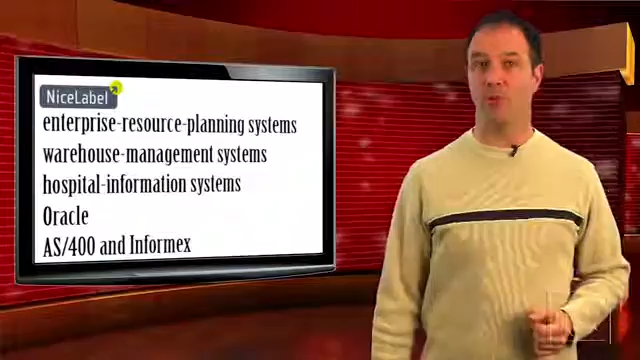 NiceLabel
enterprise-resource-planning systems
warehouse-management systems
hospital-information systems
Oracle
AS/400 and Informex